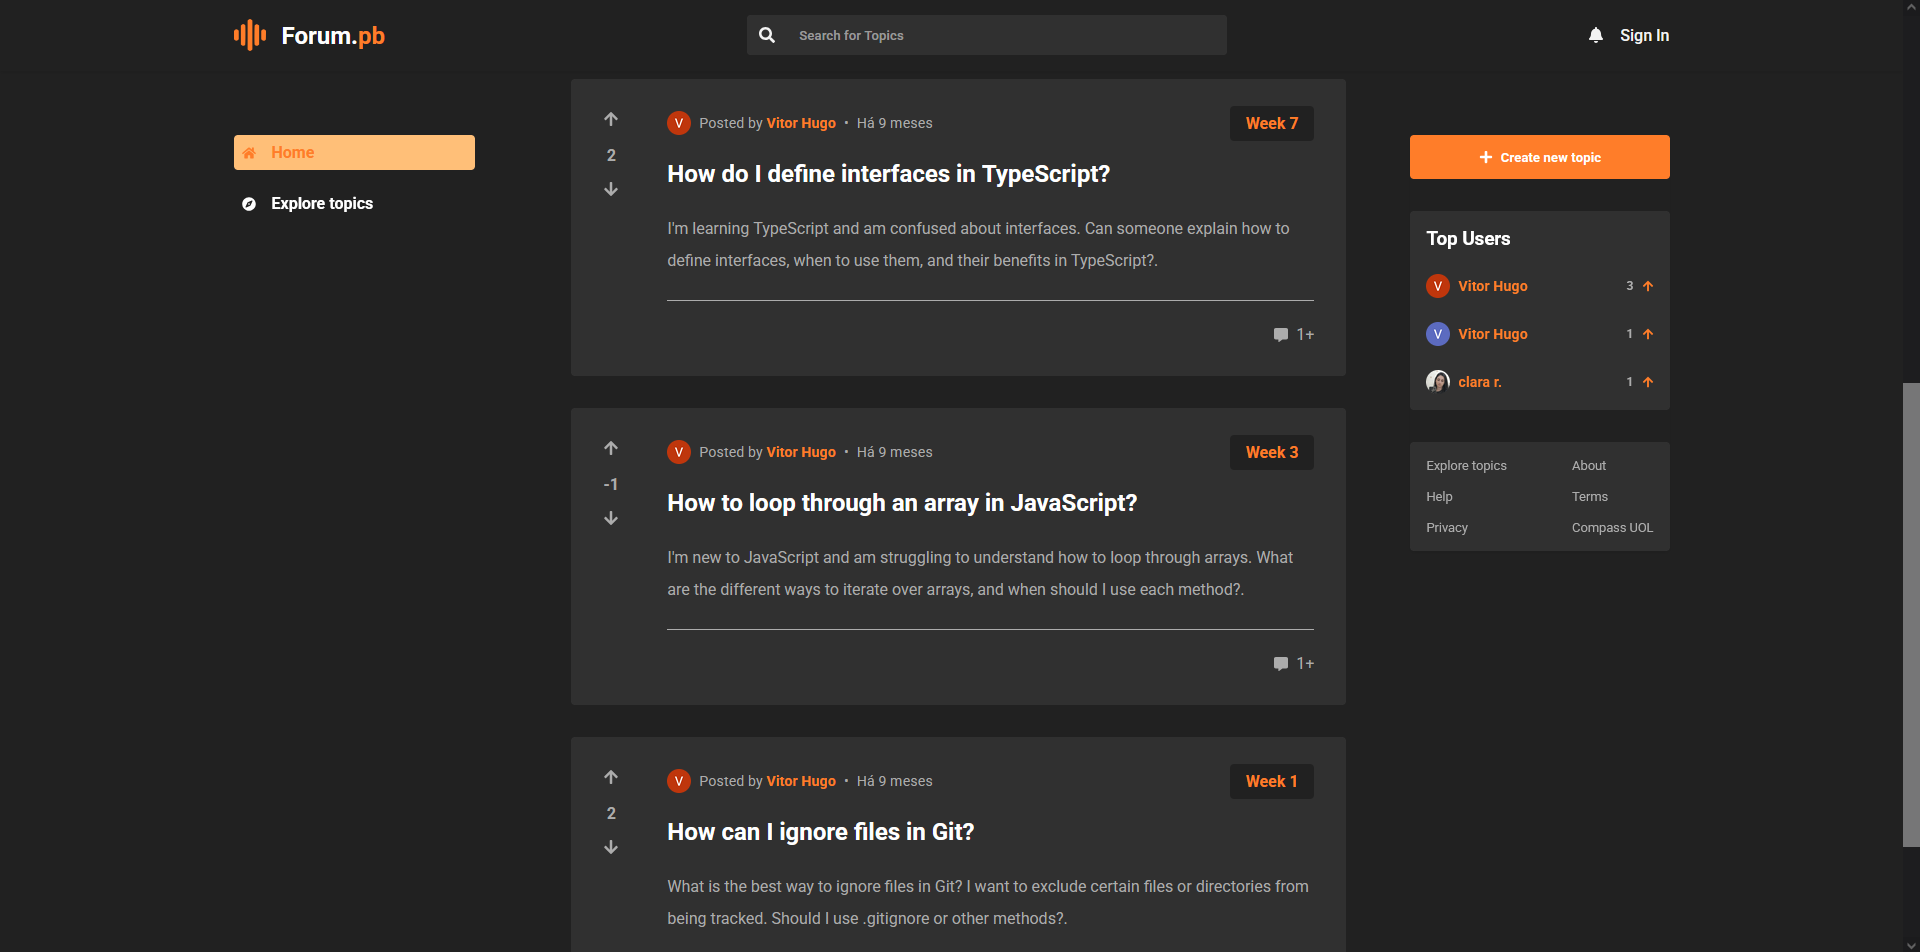 Forum.pb
Search for Topics
Sign In
Home
Explore topics
V Posted by Vitor Hugo • Há 9 meses
Week 7
2
How do I define interfaces in TypeScript?
I'm learning TypeScript and am confused about interfaces. Can someone explain how to
define interfaces, when to use them, and their benefits in TypeScript?.
1+
V Posted by Vitor Hugo • Há 9 meses
Week 3
-1
How to loop through an array in JavaScript?
I'm new to JavaScript and am struggling to understand how to loop through arrays. What
are the different ways to iterate over arrays, and when should I use each method?.
1+
V Posted by Vitor Hugo • Há 9 meses
Week 1
2
How can I ignore files in Git?
What is the best way to ignore files in Git? I want to exclude certain files or directories from
being tracked. Should I use .gitignore or other methods?.
Create new topic
Top Users
V Vitor Hugo 3
V Vitor Hugo 1
clara r. 1
Explore topics About
Help Terms
Privacy Compass UOL